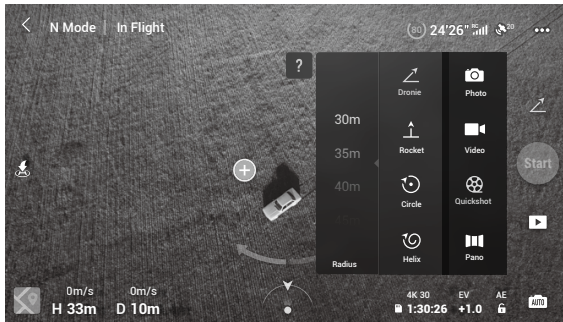 N Mode In Flight
80 24'26" RC 20
?
Dronie Photo
30m
35m Rocket Video
Start
40m
Circle Quickshot
Radius Helix Pano
0m/s 0m/s
H 33m D 10m
4K 30 EV AE
1:30:26 +1.0
AUTO